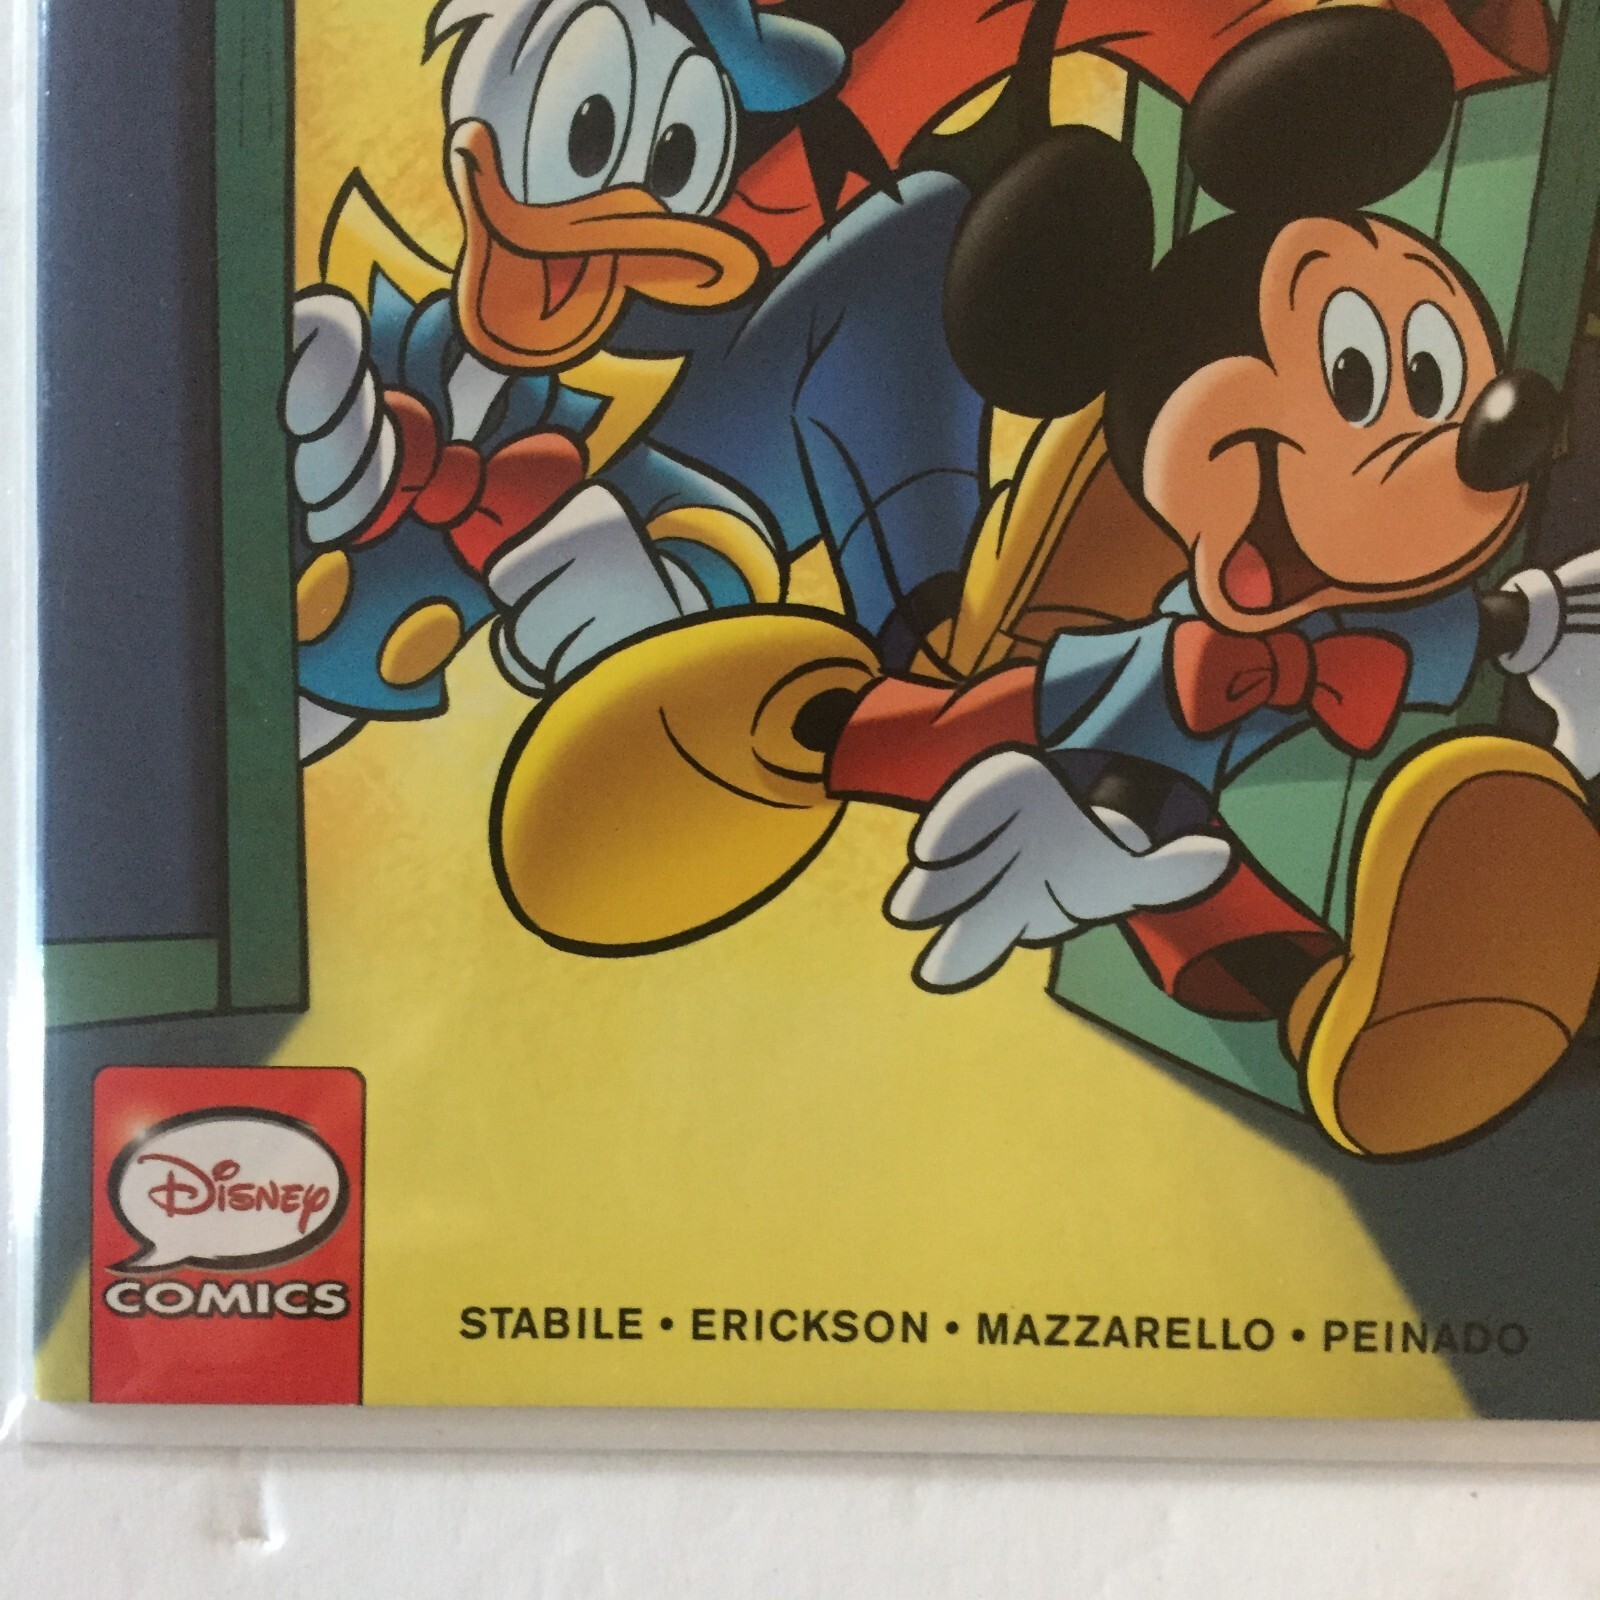 DISNEY
COMICS
STABILE • ERICKSON • MAZZARELLO • PEINADO